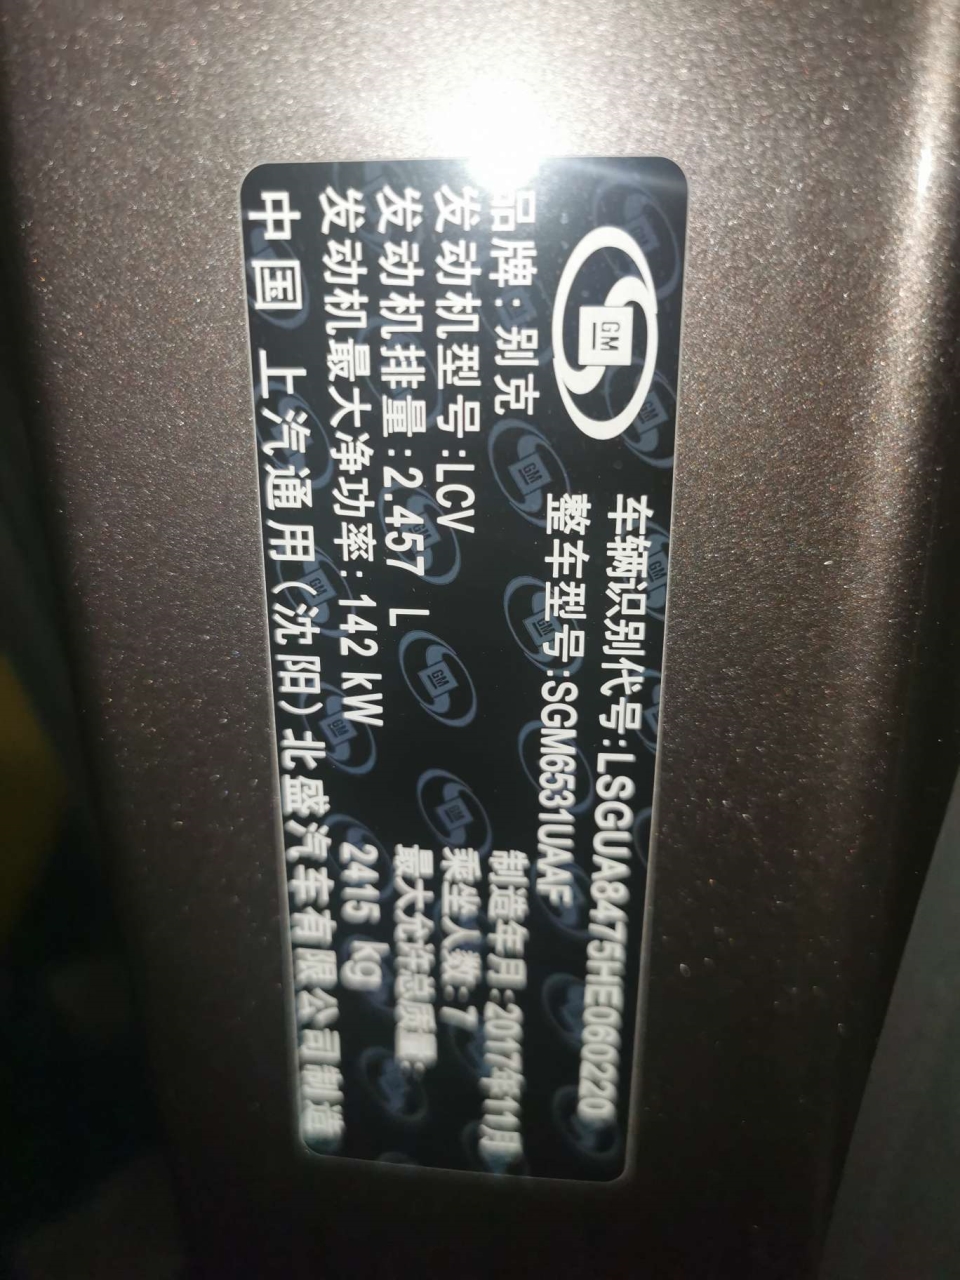 GM
车辆识别代号:LSGUA8475HE060220
整车型号:SGM6531UAAF
品牌:别克
制造年月:2017年11月
发动机型号:LCV
乘坐人数:7
发动机排量:2.457 L
最大允许总质量:
发动机最大净功率:142 kW
2415 kg
中国 上汽通用(沈阳)北盛汽车有限公司制造